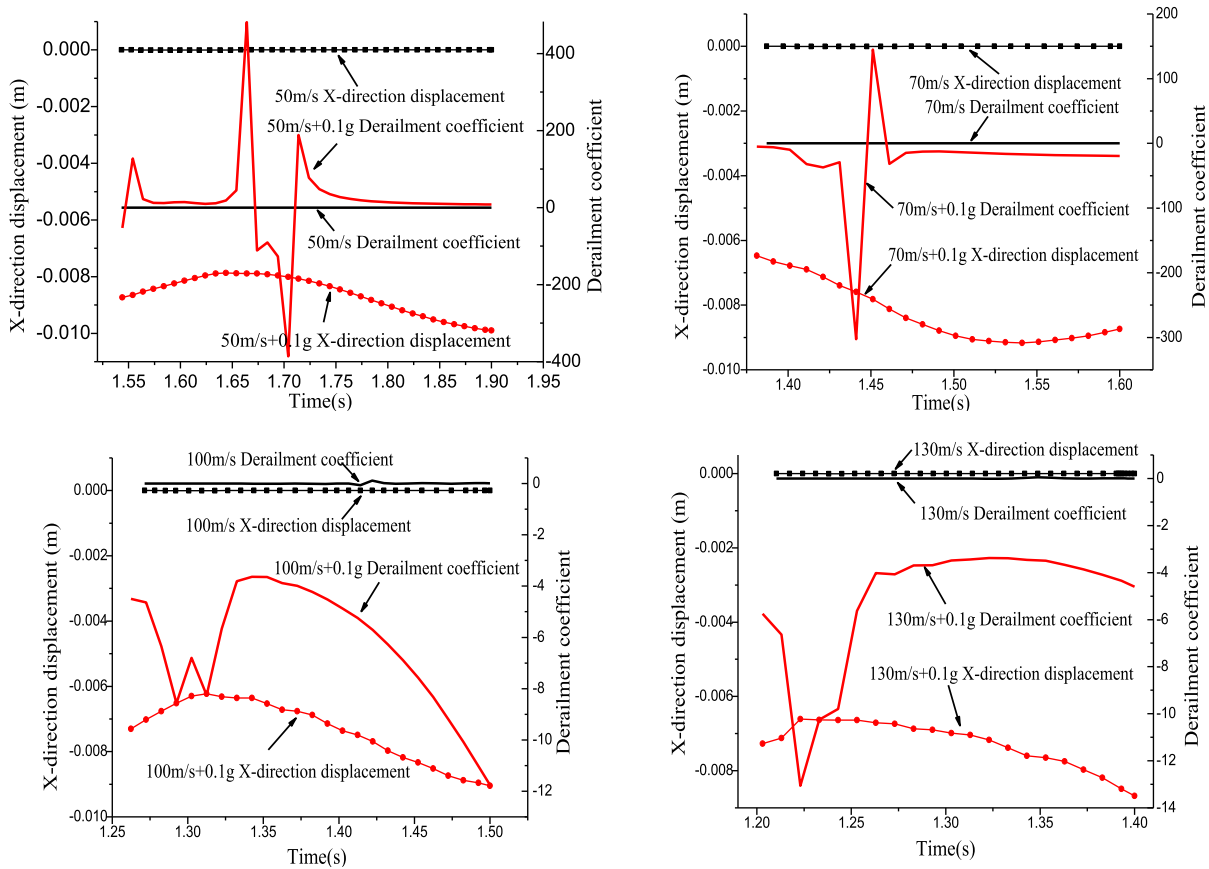 0.000
-0.002
-0.004
-0.006
-0.008
-0.010
X-direction displacement (m)
50m/s X-direction displacement
50m/s+0.1g Derailment coefficient
50m/s Derailment coefficient
50m/s+0.1g X-direction displacement
400
200
0
-200
-400
Derailment coefficient
1.55 1.60 1.65 1.70 1.75 1.80 1.85 1.90 1.95
Time(s)
0.000
-0.002
-0.004
-0.006
-0.008
-0.010
X-direction displacement (m)
70m/s X-direction displacement
70m/s Derailment coefficient
70m/s+0.1g Derailment coefficient
70m/s+0.1g X-direction displacement
200
150
100
50
0
-50
-100
-150
-200
-250
-300
Derailment coefficient
1.40 1.45 1.50 1.55 1.60
Time(s)
0.000
-0.002
-0.004
-0.006
-0.008
-0.010
X-direction displacement (m)
100m/s Derailment coefficient
100m/s X-direction displacement
100m/s+0.1g Derailment coefficient
100m/s+0.1g X-direction displacement
0
-2
-4
-6
-8
-10
-12
Derailment coefficient
1.25 1.30 1.35 1.40 1.45 1.50
Time(s)
0.000
-0.002
-0.004
-0.006
-0.008
X-direction displacement (m)
130m/s X-direction displacement
130m/s Derailment coefficient
130m/s+0.1g Derailment coefficient
130m/s+0.1g X-direction displacement
0
-2
-4
-6
-8
-10
-12
-14
Derailment coefficient
1.20 1.25 1.30 1.35 1.40
Time(s)